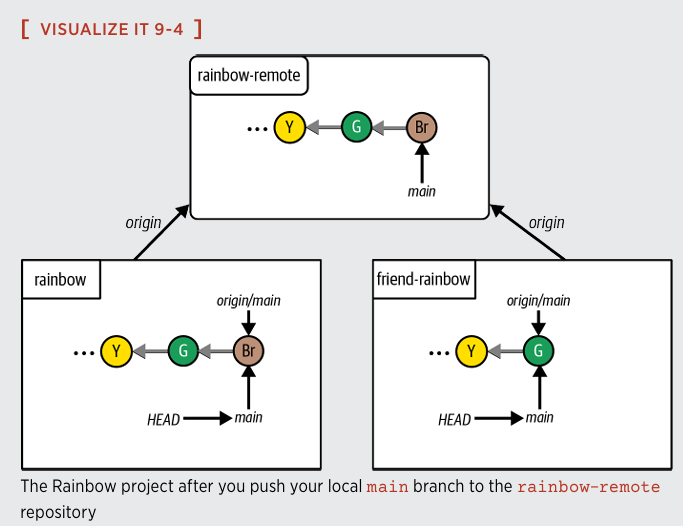 [ VISUALIZE IT 9-4 ]
rainbow-remote
... Y G Br
main
origin origin
rainbow
origin/main
... Y G Br
HEAD main
friend-rainbow
origin/main
... Y G
HEAD main
The Rainbow project after you push your local main branch to the rainbow-remote
repository